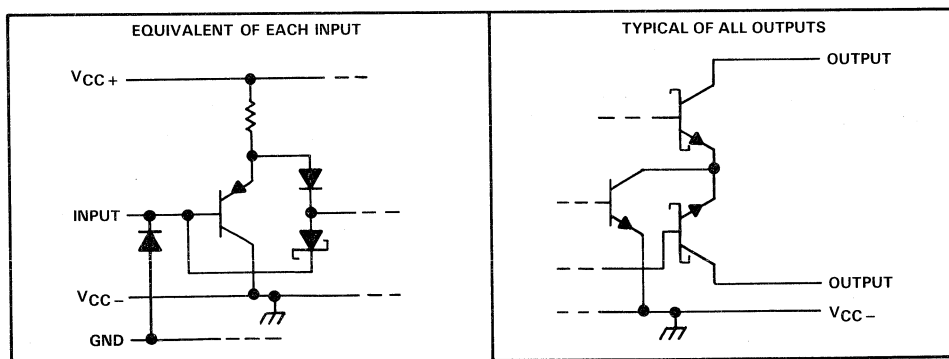 EQUIVALENT OF EACH INPUT
VCC+
INPUT
VCC−
GND
TYPICAL OF ALL OUTPUTS
OUTPUT
OUTPUT
VCC−